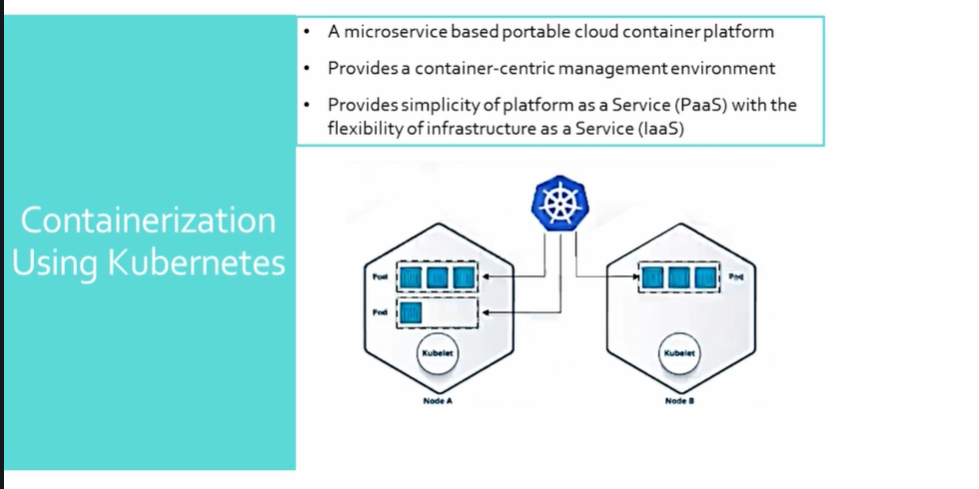 Containerization
Using Kubernetes
• A microservice based portable cloud container platform
• Provides a container-centric management environment
• Provides simplicity of platform as a Service (PaaS) with the
flexibility of infrastructure as a Service (IaaS)
Pod
Pod
Kubelet
Node A
Pod
Kubelet
Node B